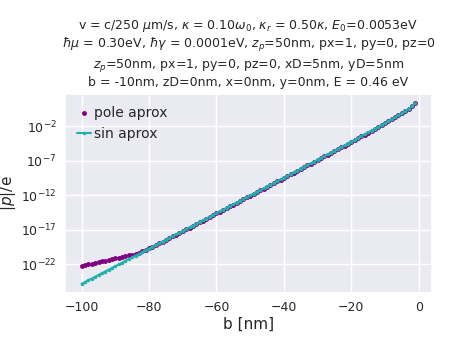 v = c/250 μm/s, κ = 0.10ω₀, κᵣ = 0.50κ, E₀=0.0053eV
ħμ = 0.30eV, ħγ = 0.0001eV, zₚ=50nm, px=1, py=0, pz=0
zₚ=50nm, px=1, py=0, pz=0, xD=5nm, yD=5nm
b = -10nm, zD=0nm, x=0nm, y=0nm, E = 0.46 eV
pole aprox
sin aprox
10⁻²
10⁻⁷
10⁻¹²
10⁻¹⁷
10⁻²²
|p|/e
−100 −80 −60 −40 −20 0
b [nm]